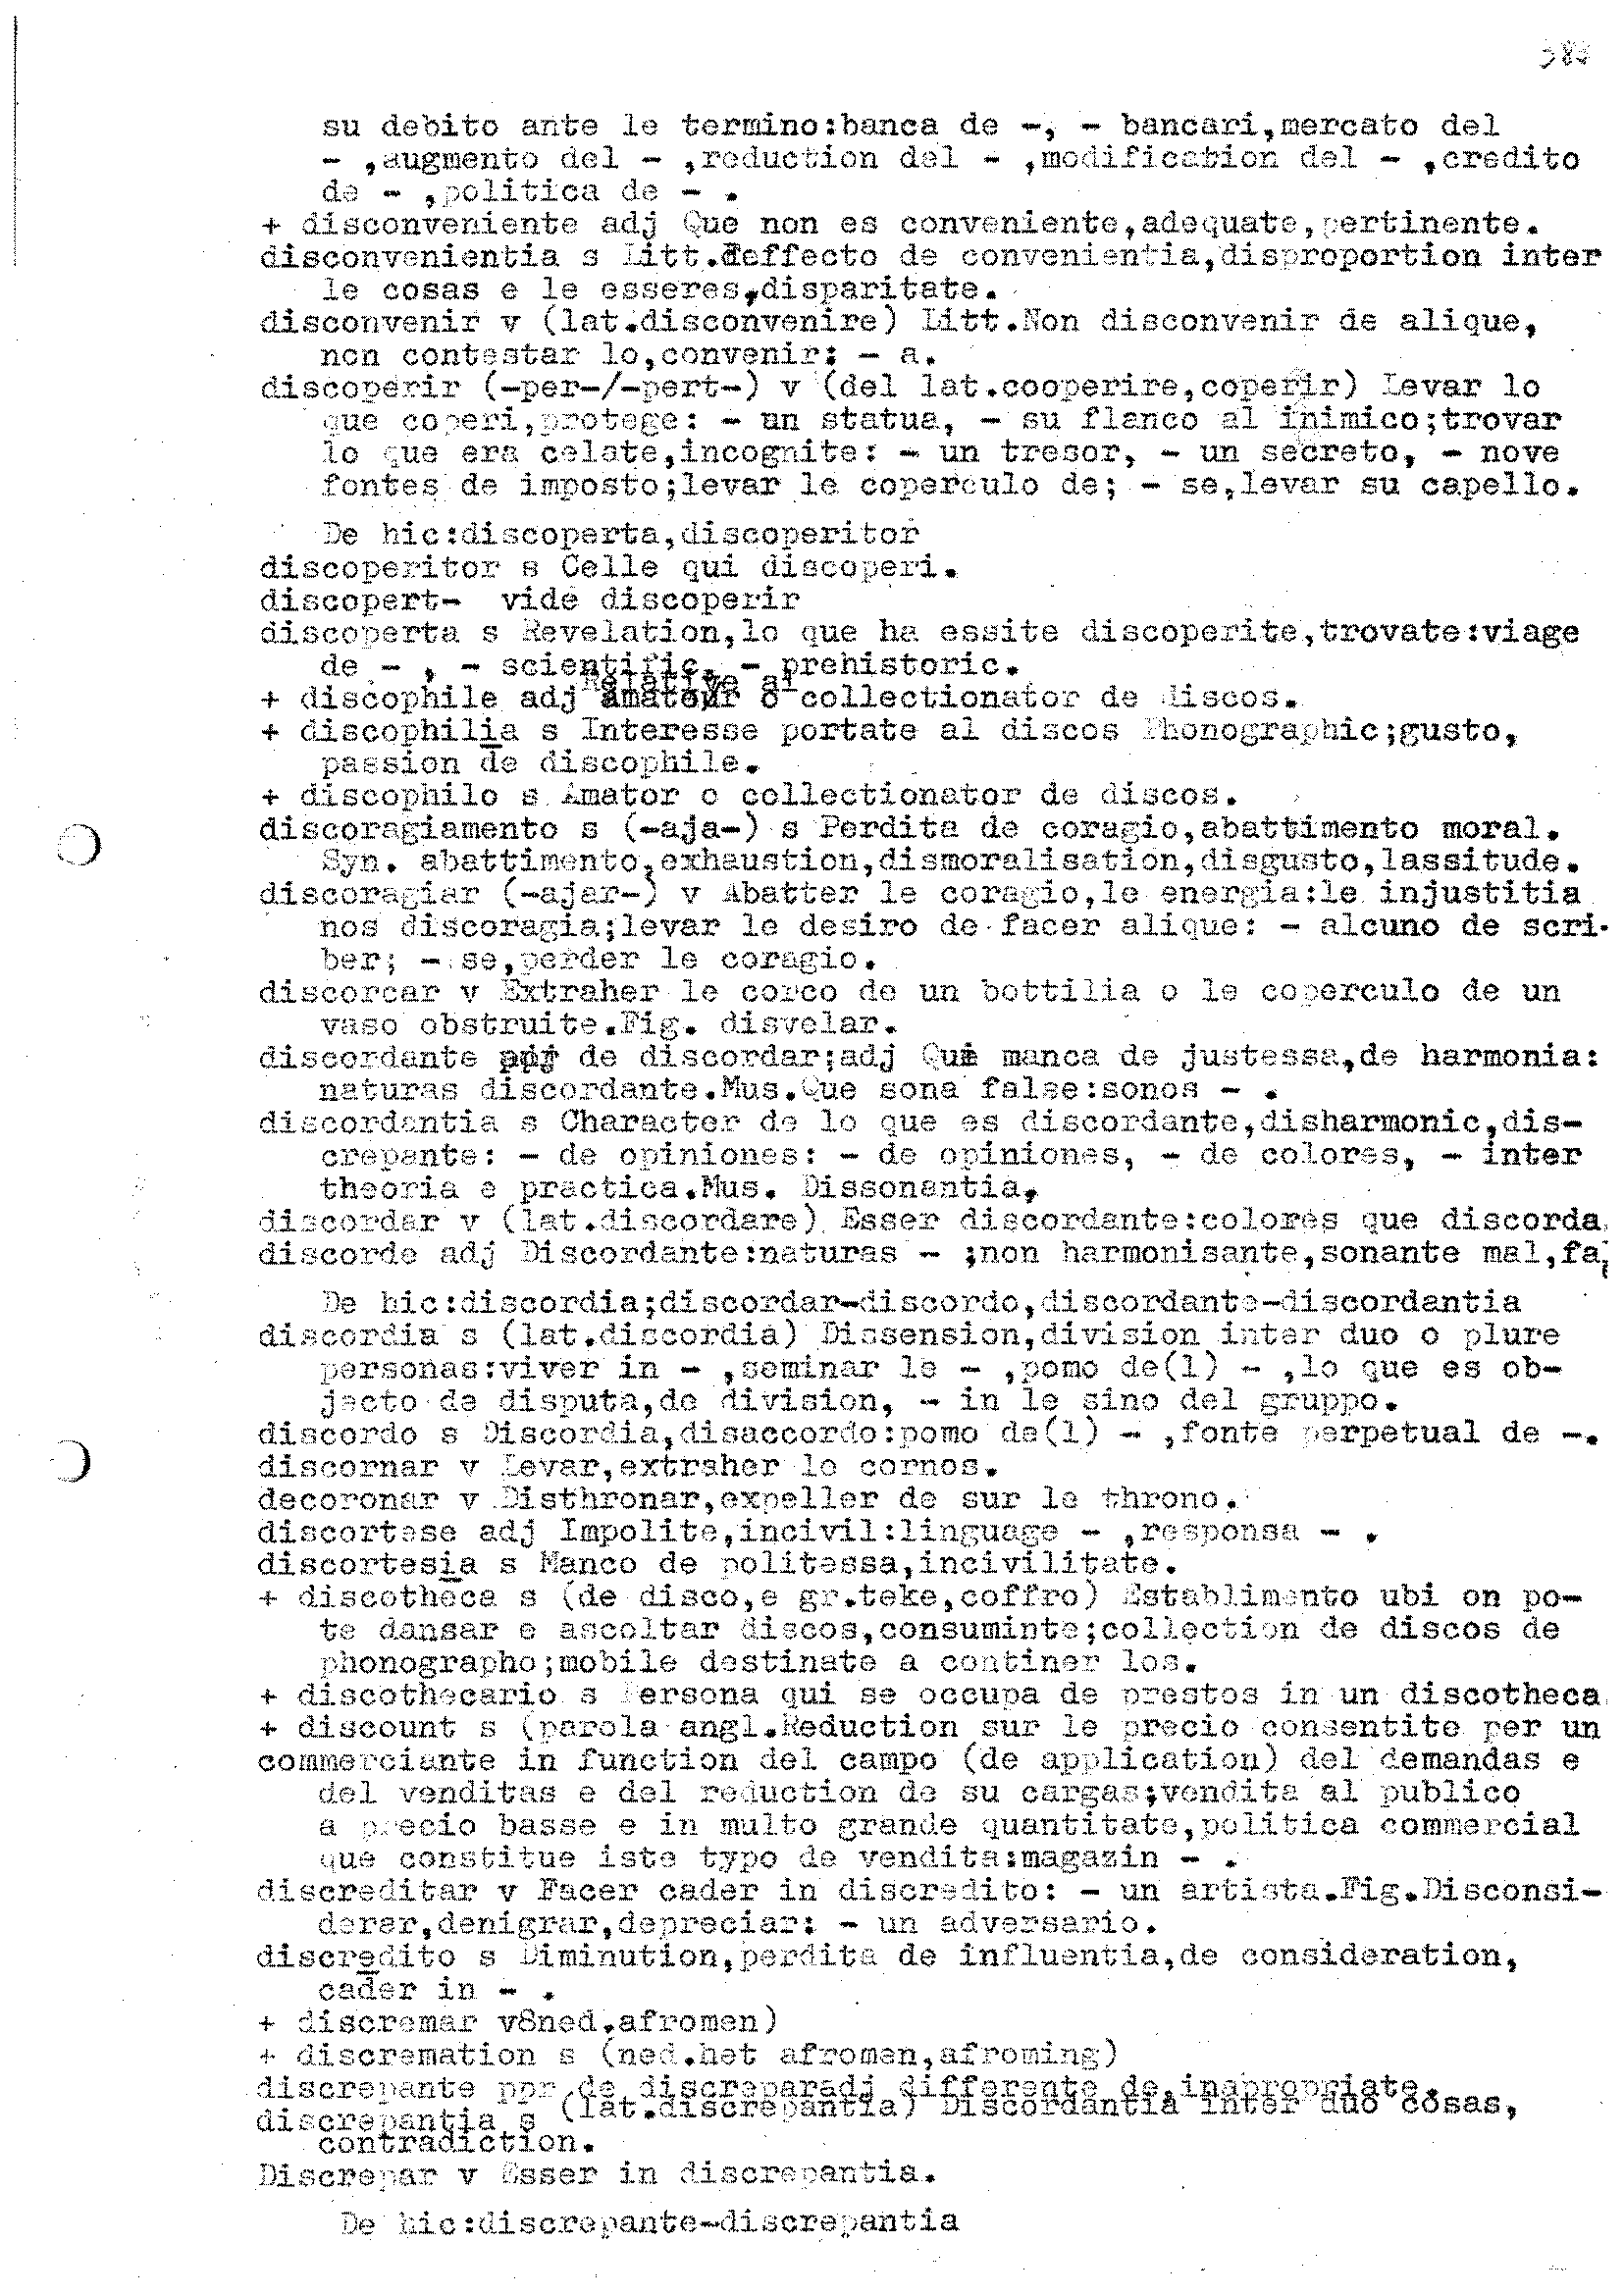 su debito ante le termino:banca de -, - bancari,mercato del
- ,augmento del - ,reduction del - ,modification del - ,credito
de - ,politica de - .
+ disconveniente adj Que non es conveniente,adequate,pertinente.
disconvenientia s Litt.Deffecto de convenientia,disproportion inter
le cosas e le esseres,disparitate.
disconvenir v (lat.disconvenire) Litt.Non disconvenir de alique,
non contestar lo,convenir: - a.
discoperir (-per-/-pert-) v (del lat.cooperire,coperir) Levar lo
que coperi,protege: - un statua, - su flanco al inimico;trovar
lo que era celate,incognite: - un tresor, - un secreto, - nove
fontes de imposto;levar le coperculo de; - se,levar su capello.
De hic:discoperta,discoperitor
discoperitor s Celle qui discoperi.
discopert- vide discoperir
discoperta s Revelation,lo que ha essite discoperite,trovate:viage
de - , - scientific, - prehistoric.
Relative al
+ discophile adj amateur o collectionator de discos.
+ discophilia s Interesse portate al discos Phonographic;gusto,
passion de discophile.
+ discophilo s Amator o collectionator de discos.
discoragiamento s (-aja-) s Perdita de coragio,abattimento moral.
Syn. abattimento,exhaustion,dismoralisation,disgusto,lassitude.
discoragiar (-ajar-) v Abatter le coragio,le energia:le injustitia
nos discoragia;levar le desiro de facer alique: - alcuno de scri-
ber; - se,perder le coragio.
discorcar v Extraher le corco de un bottilia o le coperculo de un
vaso obstruite.Fig. disvelar.
discordante ppr de discordar;adj Que manca de justessa,de harmonia:
naturas discordante.Mus.Que sona false:sonos - .
discordantia s Character de lo que es discordante,disharmonic,dis-
crepante: - de opiniones: - de opiniones, - de colores, - inter
theoria e practica.Mus. Dissonantia,
discordar v (lat.discordare) Esser discordante:colores que discorda
discorde adj Discordante:naturas - ;non harmonisante,sonante mal,fa
De hic:discordia;discordar-discordo,discordante-discordantia
discordia s (lat.discordia) Dissension,division inter duo o plure
personas:viver in - ,seminar le - ,pomo de(l) - ,lo que es ob-
jecto de disputa,de division, - in le sino del gruppo.
discordo s Discordia,disaccordo:pomo de(l) - ,fonte perpetual de -.
discornar v Levar,extraher le cornos.
decoronar v Disthronar,expeller de sur le throno.
discortese adj Impolite,incivil:linguage - ,responsa - .
discortesia s Manco de politessa,incivilitate.
+ discotheca s (de disco,e gr.teke,coffro) Establimento ubi on po-
te dansar e ascoltar discos,consuminte;collection de discos de
phonographo;mobile destinate a continer los.
+ discothecario s Persona qui se occupa de prestos in un discotheca
+ discount s (parola angl.Reduction sur le precio consentite per un
commerciante in function del campo (de application) del demandas e
del venditas e del reduction de su cargas;vendita al publico
a precio basse e in multo grande quantitate,politica commercial
que constitue iste typo de vendita:magazin - .
discreditar v Facer cader in discredito: - un artista.Fig.Disconsi-
derar,denigrar,depreciar: - un adversario.
discredito s Diminution,perdita de influentia,de consideration,
cader in - .
+ discremar v8ned.afromen)
+ discremation s (ned.het afromen,afroming)
discrepante ppr de discreparadj differente de,inappropriate.
discrepantia s (lat.discrepantia) Discordantia inter duo cosas,
contradiction.
Discrepar v Esser in discrepantia.
De hic:discrepante-discrepantia